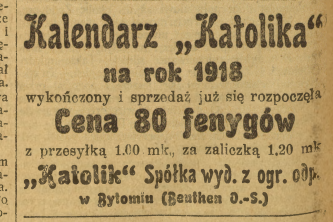 Kalendarz „Katolika“
na rok 1918
wykończony i sprzedaż już się rozpoczęła
Cena 80 fenygów
z przesyłką 1.00 mk., za zaliczką 1,20 mk
„Katolik“ Spółka wyd. z ogr. odp.
w Bytomiu (Beuthen O.-S.)